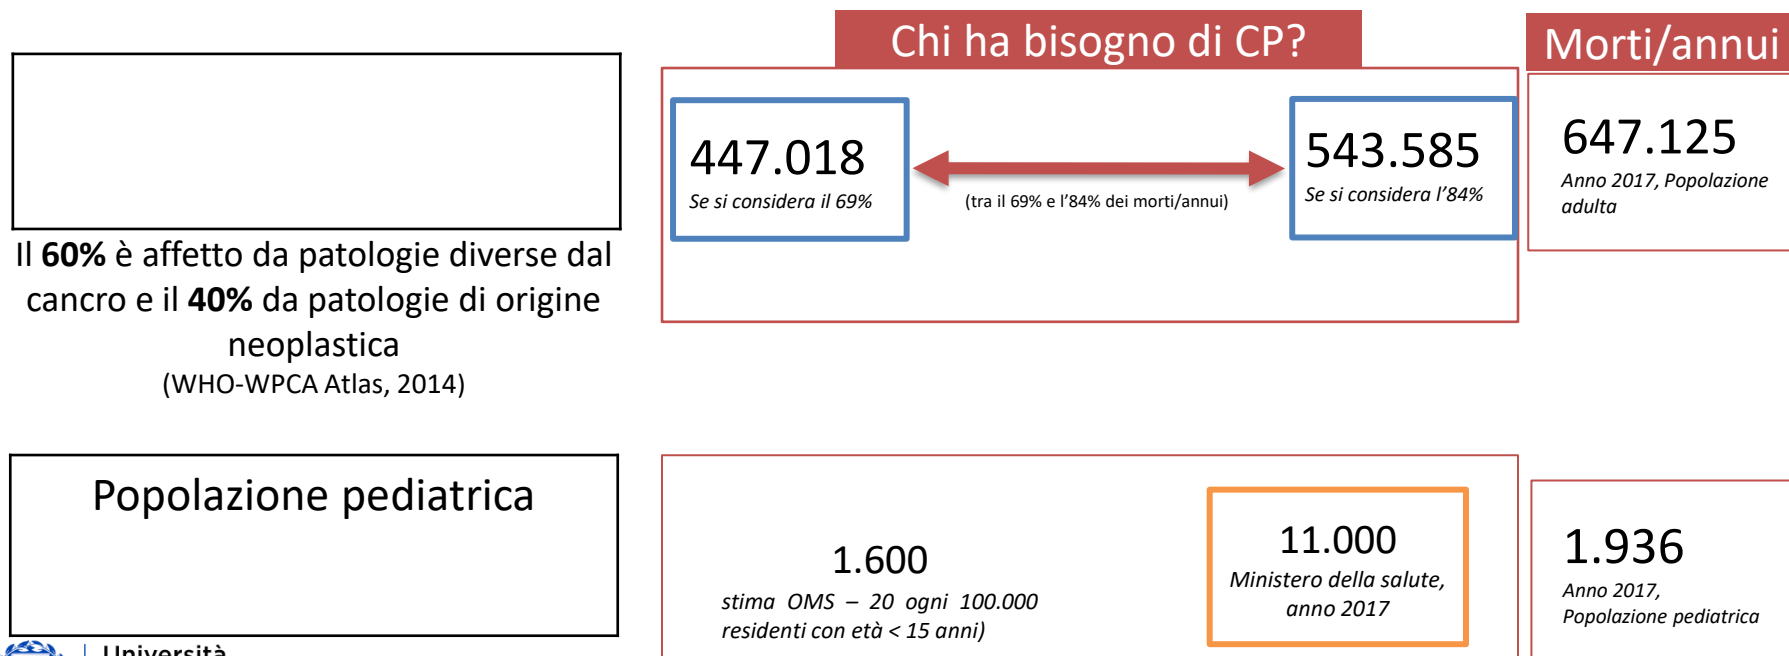 Chi ha bisogno di CP?
Morti/annui
447.018
Se si considera il 69%
(tra il 69% e l'84% dei morti/annui)
543.585
Se si considera l'84%
647.125
Anno 2017, Popolazione
adulta
Il 60% è affetto da patologie diverse dal
cancro e il 40% da patologie di origine
neoplastica
(WHO-WPCA Atlas, 2014)
Popolazione pediatrica
1.600
stima OMS – 20 ogni 100.000
residenti con età < 15 anni)
11.000
Ministero della salute,
anno 2017
1.936
Anno 2017,
Popolazione pediatrica
Università